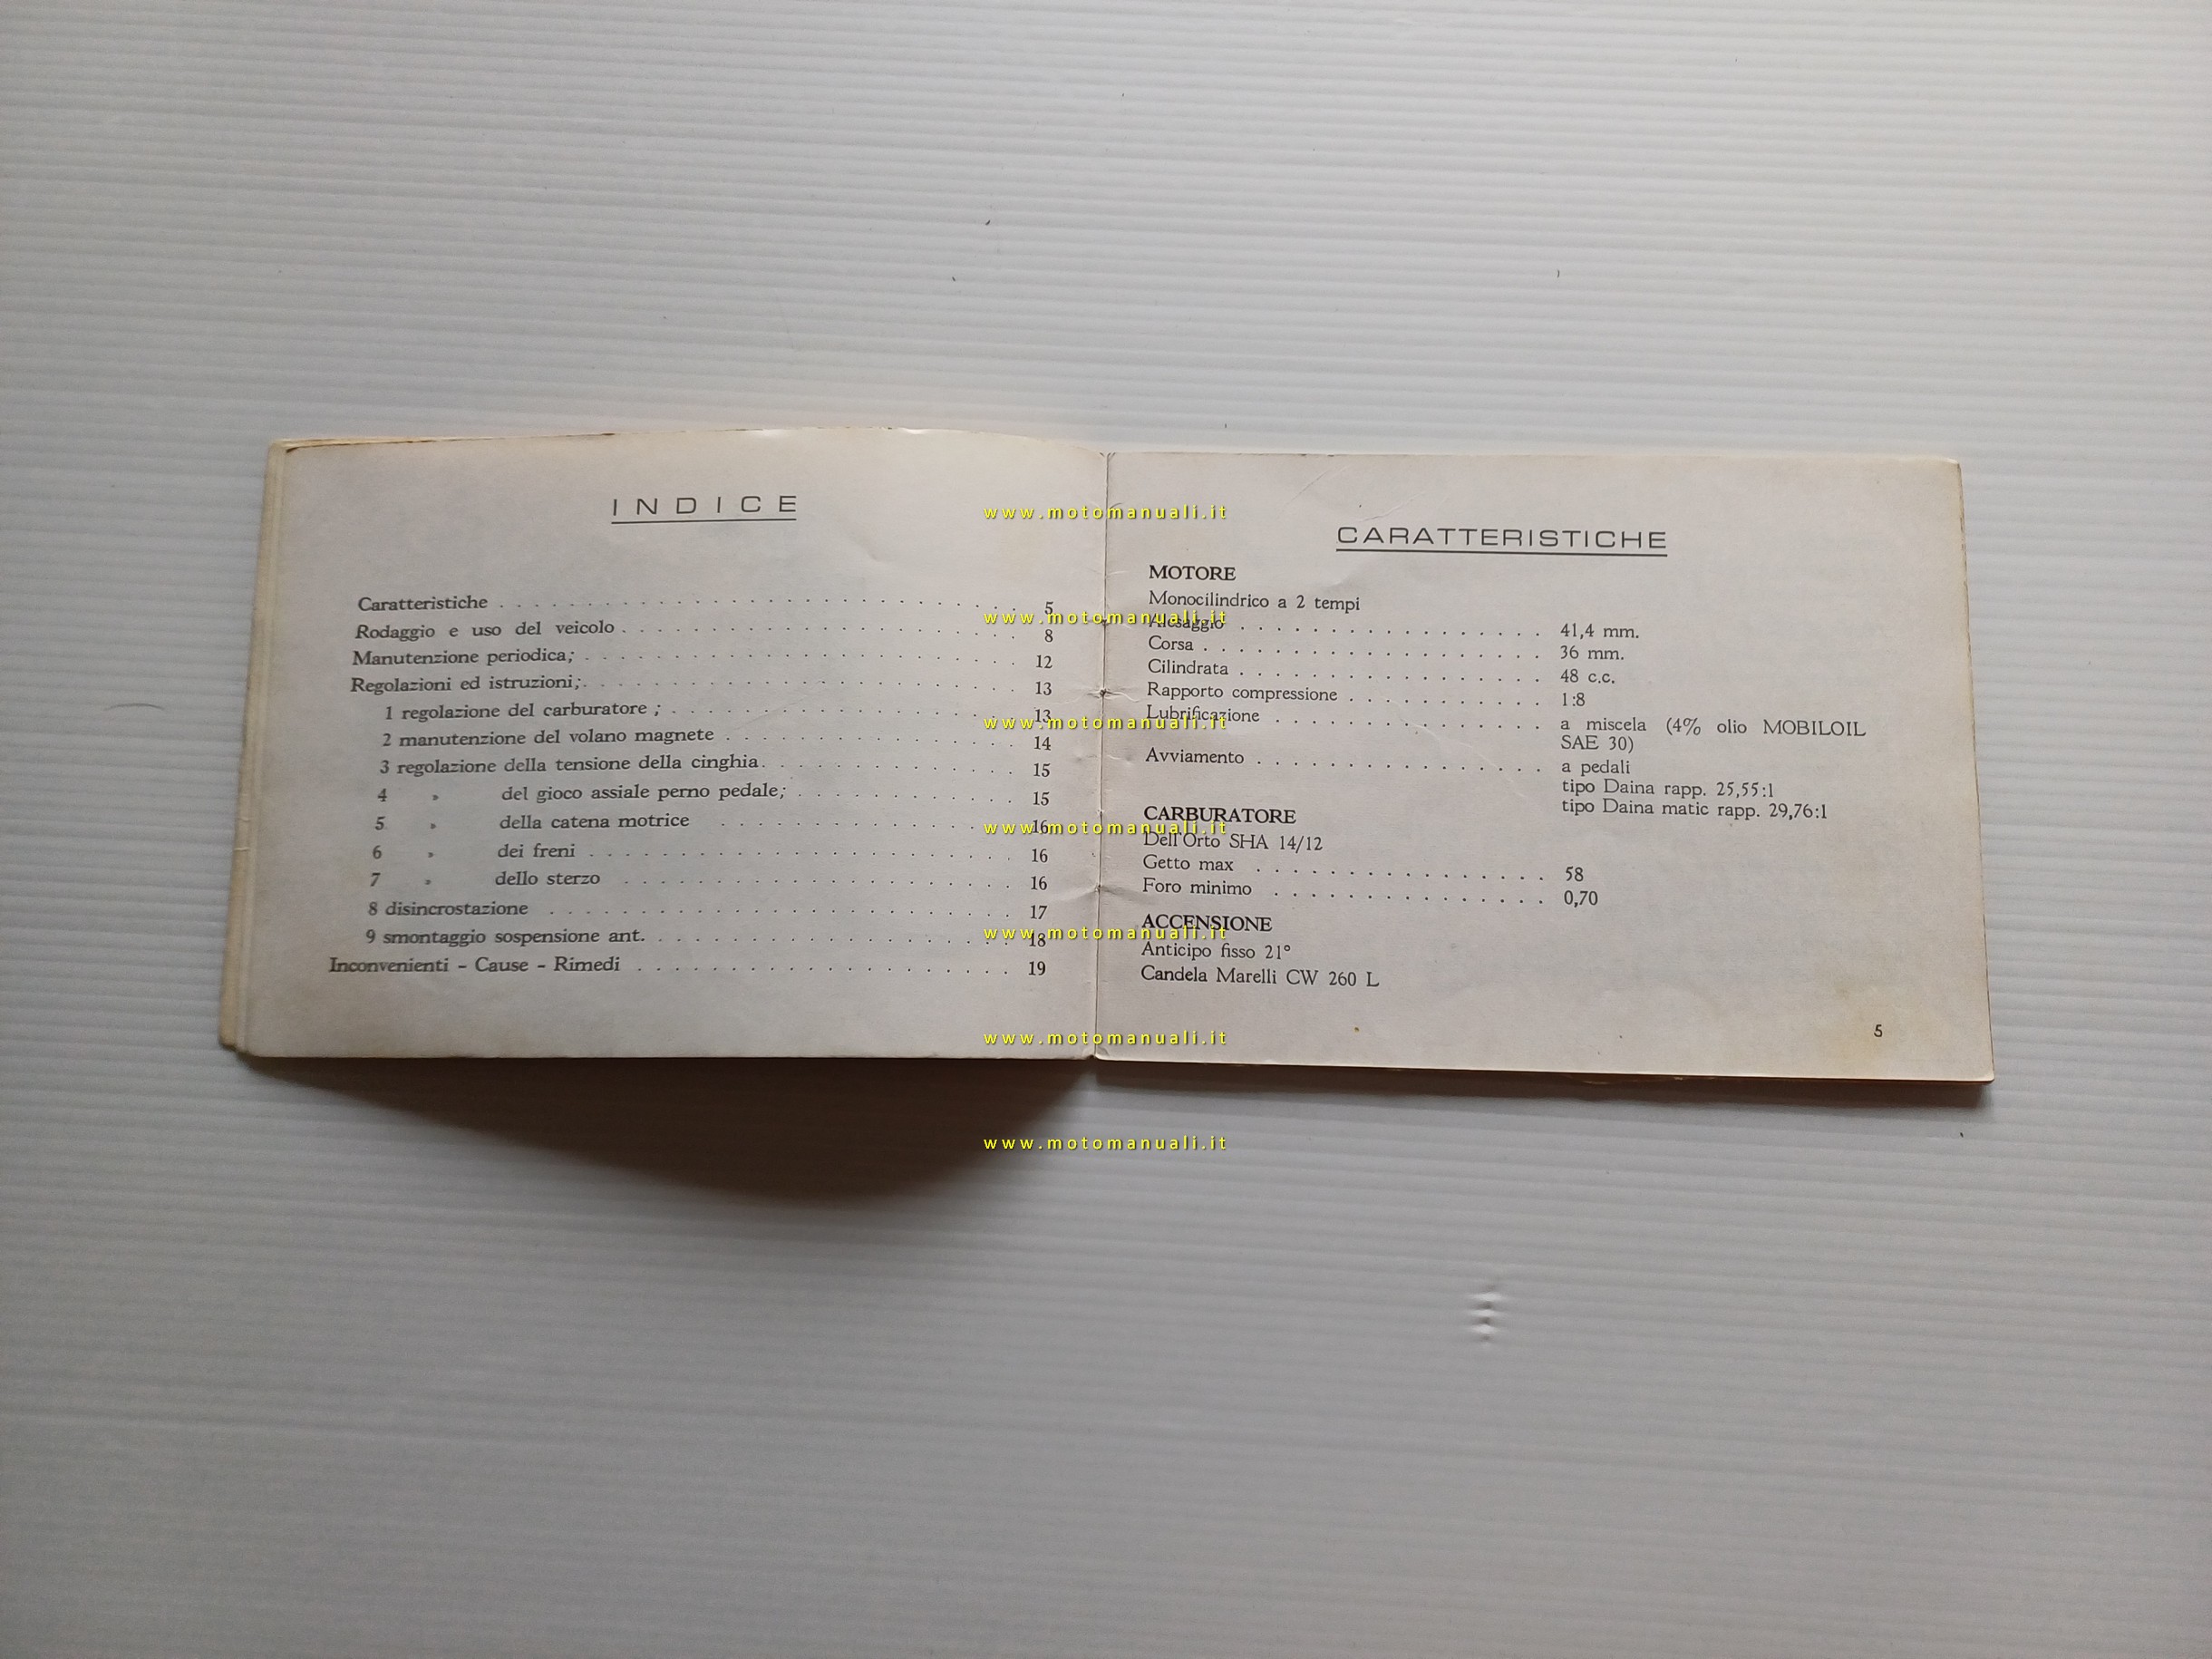 INDICE
Caratteristiche . . . . . . . . . . . . . . . . . . . . 5
Rodaggio e uso del veicolo . . . . . . . . . . . . . . . . . . . . 8
Manutenzione periodica; . . . . . . . . . . . . . . . . . . . . 12
Regolazioni ed istruzioni; . . . . . . . . . . . . . . . . . . . . 13
1 regolazione del carburatore ; . . . . . . . . . . . . . . . . . . . . 13
2 manutenzione del volano magnete . . . . . . . . . . . . . . . . 14
3 regolazione della tensione della cinghia . . . . . . . . . . . . . . 15
4 » del gioco assiale perno pedale; . . . . . . . . . . . . . 15
5 » della catena motrice . . . . . . . . . . . . . . . . 16
6 » dei freni . . . . . . . . . . . . . . . . . . . . 16
7 » dello sterzo . . . . . . . . . . . . . . . . . . . . 16
8 disincrostazione . . . . . . . . . . . . . . . . . . . . 17
9 smontaggio sospensione ant. . . . . . . . . . . . . . . . . . 18
Inconvenienti - Cause - Rimedi . . . . . . . . . . . . . . . . . . 19
CARATTERISTICHE
MOTORE
Monocilindrico a 2 tempi
Alesaggio . . . . . . . . . . . . . . . . 41,4 mm.
Corsa . . . . . . . . . . . . . . . . 36 mm.
Cilindrata . . . . . . . . . . . . . . . . 48 c.c.
Rapporto compressione . . . . . . . . . . 1:8
Lubrificazione . . . . . . . . . . . . . . a miscela (4% olio MOBILOIL
SAE 30)
Avviamento . . . . . . . . . . . . . . . a pedali
tipo Daina rapp. 25,55:1
tipo Daina matic rapp. 29,76:1
CARBURATORE
Dell'Orto SHA 14/12
Getto max . . . . . . . . . . . . . . . . 58
Foro minimo . . . . . . . . . . . . . . 0,70
ACCENSIONE
Anticipo fisso 21°
Candela Marelli CW 260 L
5
www.motomanuali.it
www.motomanuali.it
www.motomanuali.it
www.motomanuali.it
www.motomanuali.it
www.motomanuali.it
www.motomanuali.it